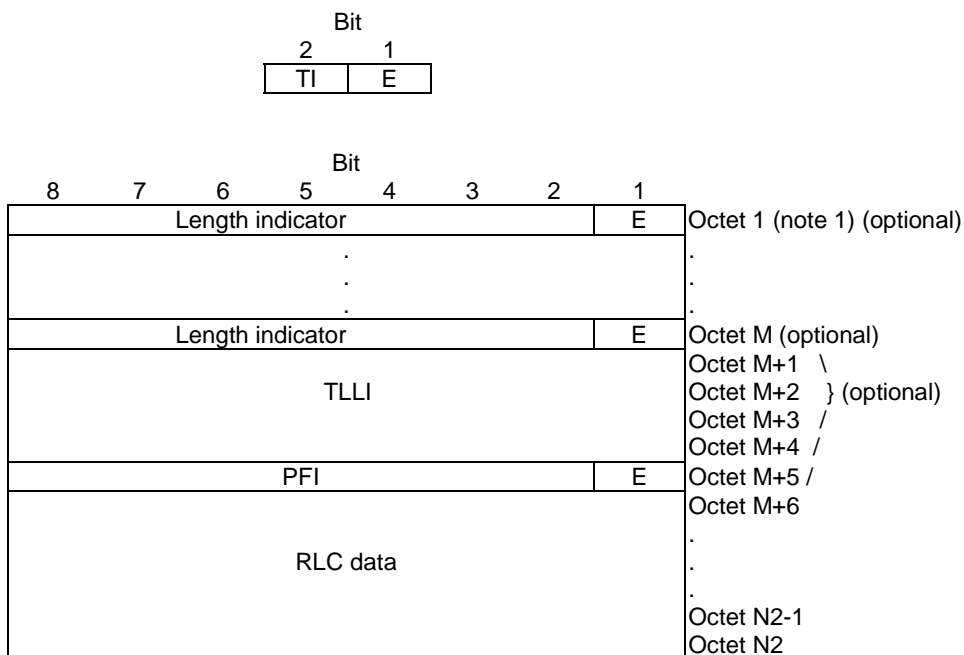 Bit
2 1
TI E
Bit
8 7 6 5 4 3 2 1
Length indicator E Octet 1 (note 1) (optional)
. .
. .
. .
Length indicator E Octet M (optional)
Octet M+1 \
TLLI Octet M+2 } (optional)
Octet M+3 /
Octet M+4 /
PFI E Octet M+5 /
Octet M+6
.
RLC data .
.
Octet N2-1
Octet N2